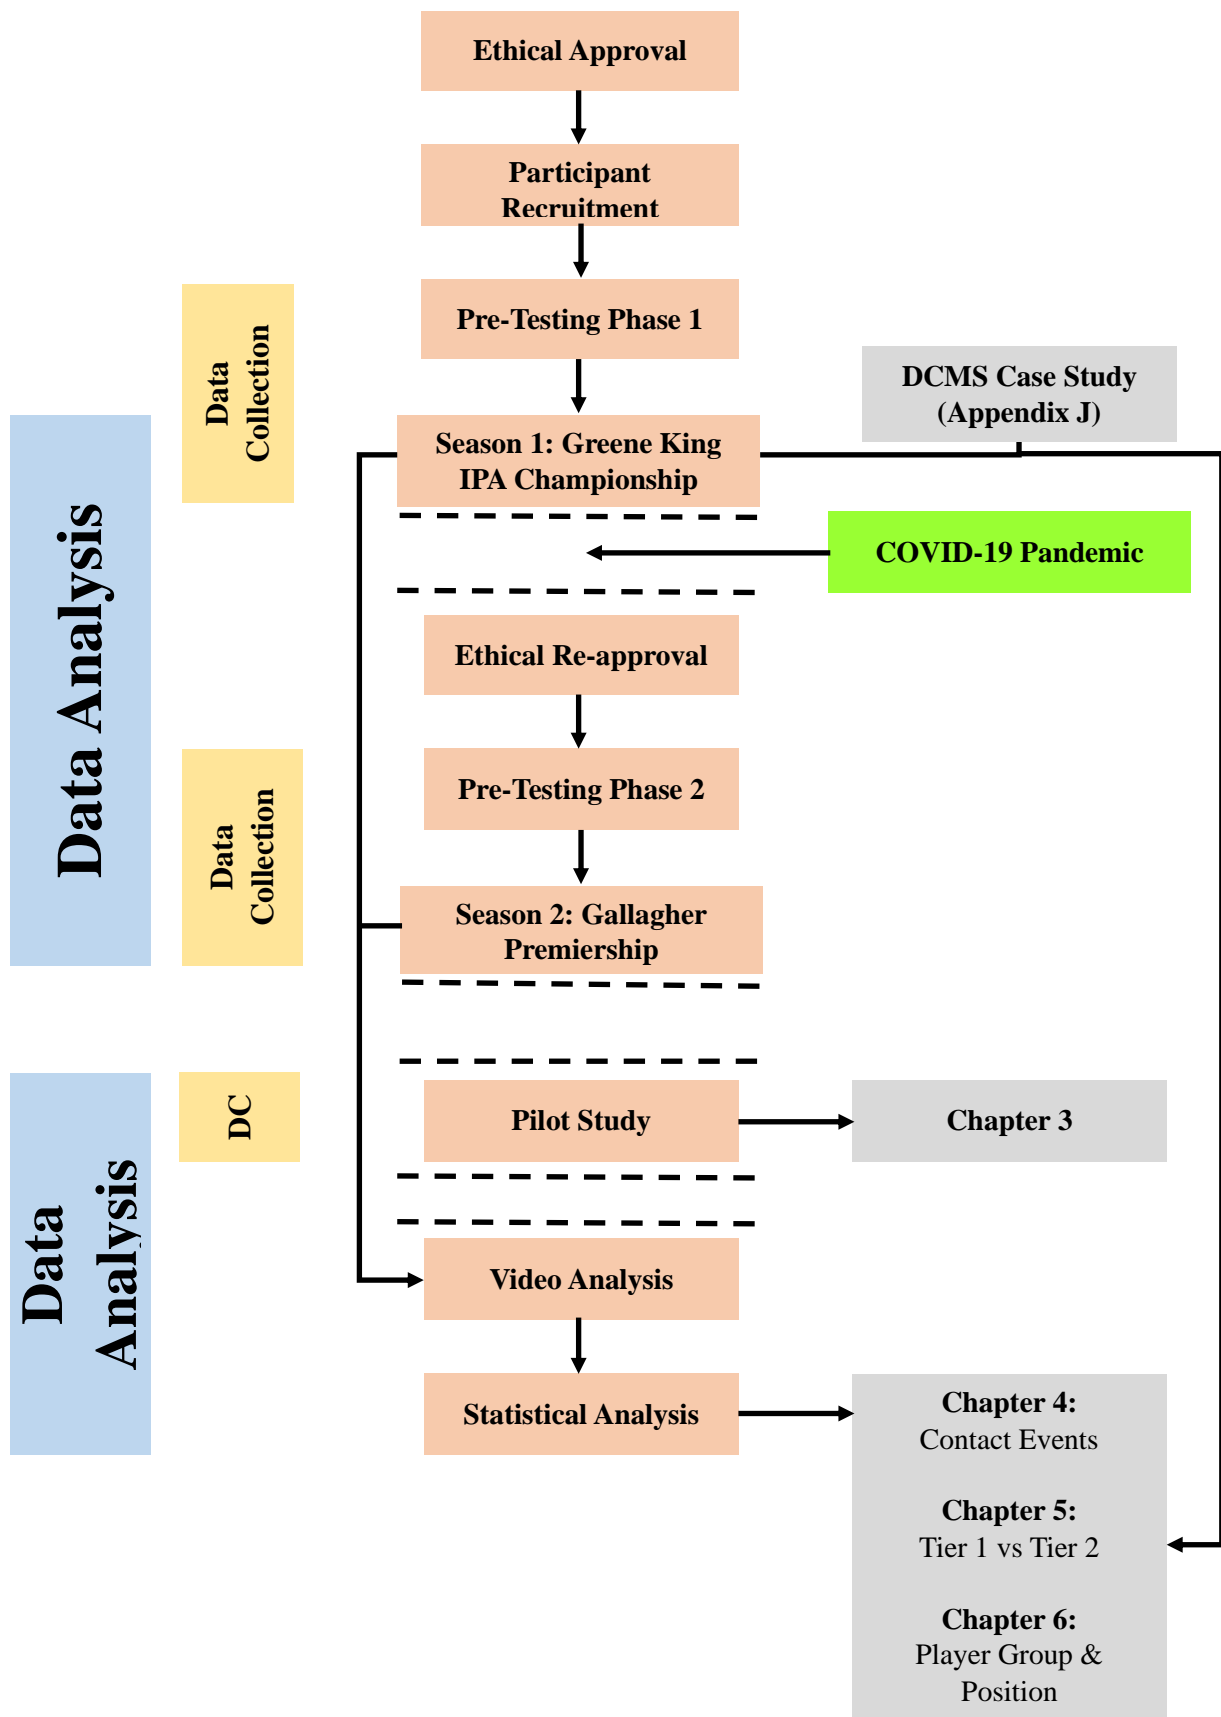 Ethical Approval
Participant
Recruitment
Pre-Testing Phase 1
Data
Collection
DCMS Case Study
(Appendix J)
Season 1: Greene King
IPA Championship
COVID-19 Pandemic
Data Analysis
Ethical Re-approval
Pre-Testing Phase 2
Data
Collection
Season 2: Gallagher
Premiership
DC
Pilot Study
Chapter 3
Data
Analysis
Video Analysis
Statistical Analysis
Chapter 4:
Contact Events
Chapter 5:
Tier 1 vs Tier 2
Chapter 6:
Player Group &
Position